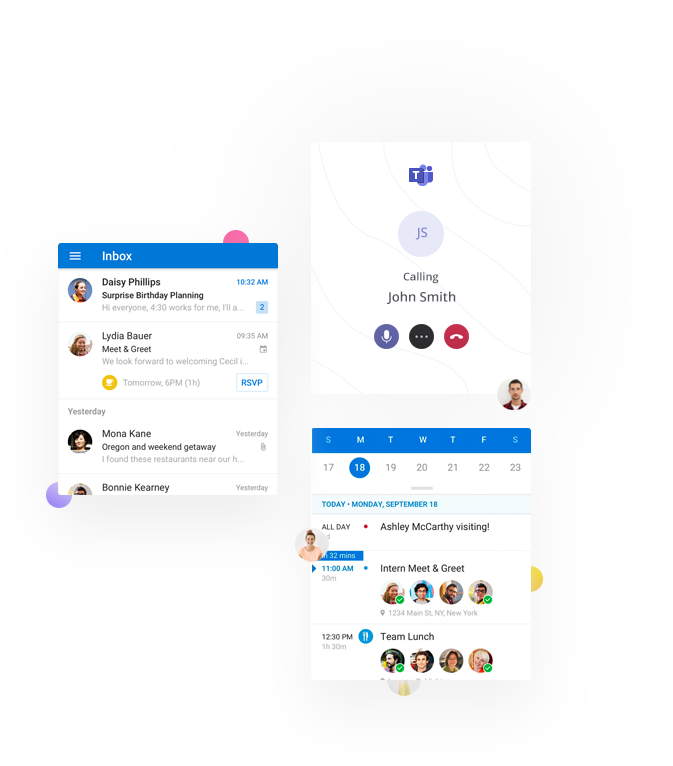 Inbox
Daisy Phillips 10:32 AM
Surprise Birthday Planning
Hi everyone, 4:30 works for me, I'll a... 2
Lydia Bauer 09:35 AM
Meet & Greet
We look forward to welcoming Cecil i...
Tomorrow, 6PM (1h) RSVP
Yesterday
Mona Kane Yesterday
Oregon and weekend getaway
I found these restaurants near our h...
Bonnie Kearney Yesterday
T
JS
Calling
John Smith
S M T W T F S
17 18 19 20 21 22 23
TODAY • MONDAY, SEPTEMBER 18
ALL DAY Ashley McCarthy visiting!
32 mins
11:00 AM Intern Meet & Greet
30m
1234 Main St, NY, New York
12:30 PM Team Lunch
1h 30m